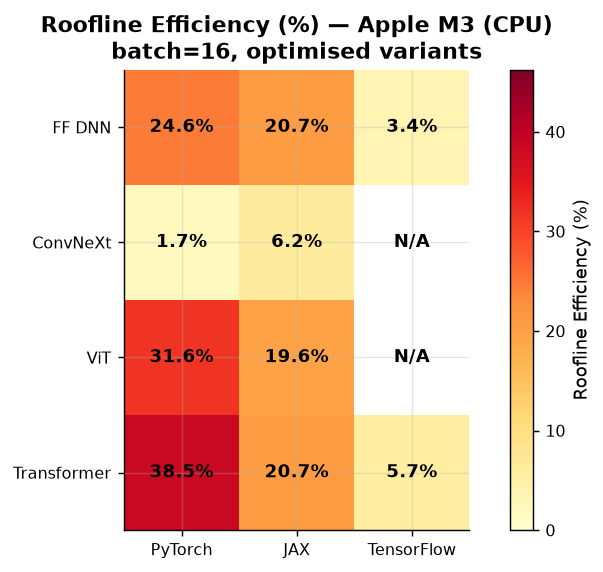 Roofline Efficiency (%) — Apple M3 (CPU)
batch=16, optimised variants
FF DNN 24.6% 20.7% 3.4%
ConvNeXt 1.7% 6.2% N/A
ViT 31.6% 19.6% N/A
Transformer 38.5% 20.7% 5.7%
PyTorch JAX TensorFlow
40
30
20
10
0
Roofline Efficiency (%)